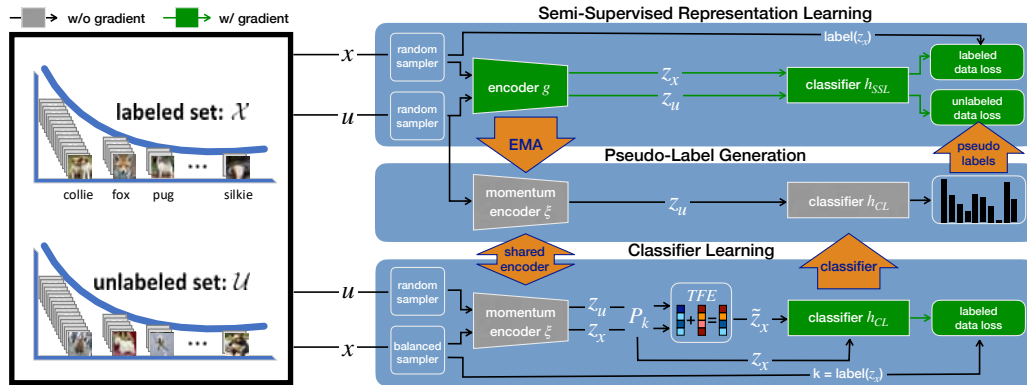 w/o gradient
w/ gradient
labeled set: 𝒳
collie fox pug ••• silkie
unlabeled set: 𝒰
•••
Semi-Supervised Representation Learning
x
random
sampler
label(z_x)
encoder g
z_x
z_u
classifier h_SSL
labeled
data loss
u
random
sampler
unlabeled
data loss
EMA
pseudo
labels
Pseudo-Label Generation
momentum
encoder ξ
z_u
classifier h_CL
shared
encoder
classifier
Classifier Learning
u
random
sampler
momentum
encoder ξ
z_u
z_x
P_k
TFE
+ =
z̃_x
classifier h_CL
labeled
data loss
x
balanced
sampler
z_x
k = label(z_x)